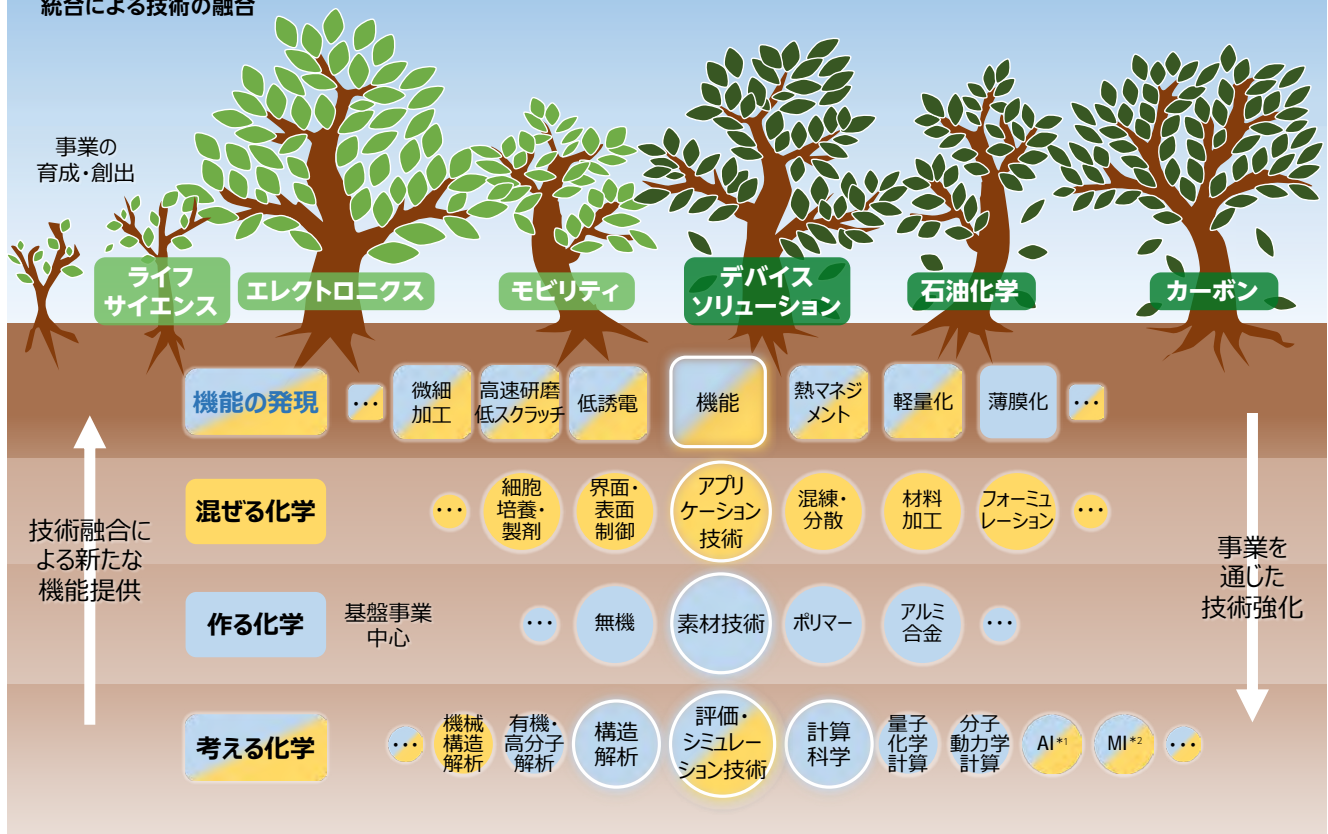 統合による技術の融合
事業の
育成・創出
ライフ
サイエンス
エレクトロニクス
モビリティ
デバイス
ソリューション
石油化学
カーボン
機能の発現
…
微細
加工
高速研磨
低スクラッチ
低誘電
機能
熱マネジ
メント
軽量化
薄膜化
…
混ぜる化学
…
細胞
培養・
製剤
界面・
表面
制御
アプリ
ケーション
技術
混練・
分散
材料
加工
フォーミュ
レーション
…
技術融合に
よる新たな
機能提供
事業を
通じた
技術強化
作る化学
基盤事業
中心
…
無機
素材技術
ポリマー
アルミ
合金
…
考える化学
…
機械
構造
解析
有機・
高分子
解析
構造
解析
評価・
シミュレー
ション技術
計算
科学
量子
化学
計算
分子
動力学
計算
AI*1
MI*2
…